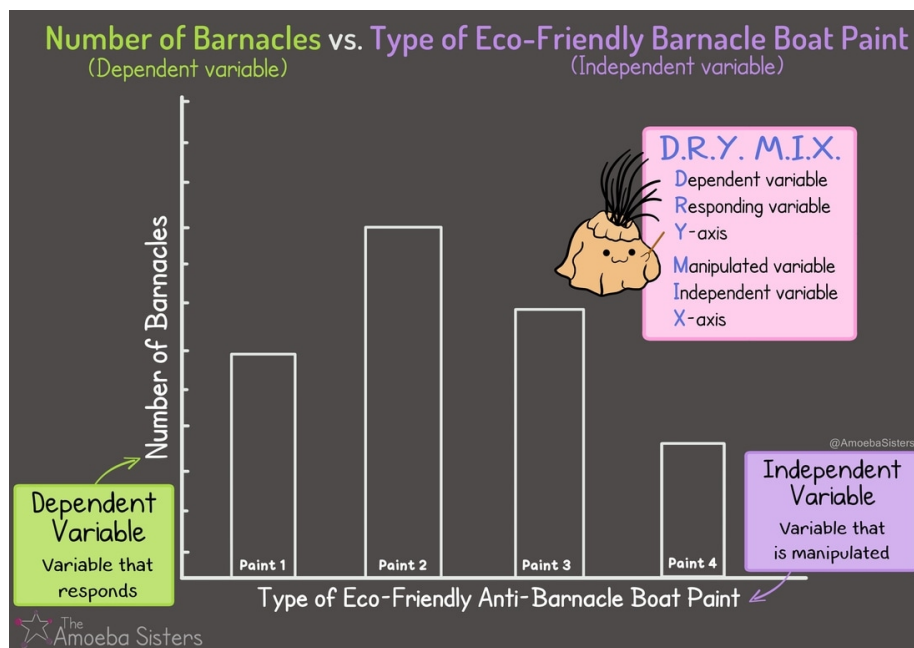 Number of Barnacles vs. Type of Eco-Friendly Barnacle Boat Paint
(Dependent variable)
(Independent variable)
D.R.Y. M.I.X.
Dependent variable
Responding variable
Y-axis
Manipulated variable
Independent variable
X-axis
Number of Barnacles
@AmoebaSisters
Dependent
Variable
Variable that
responds
Independent
Variable
Variable that
is manipulated
Paint 1
Paint 2
Paint 3
Paint 4
Type of Eco-Friendly Anti-Barnacle Boat Paint
The
Amoeba Sisters